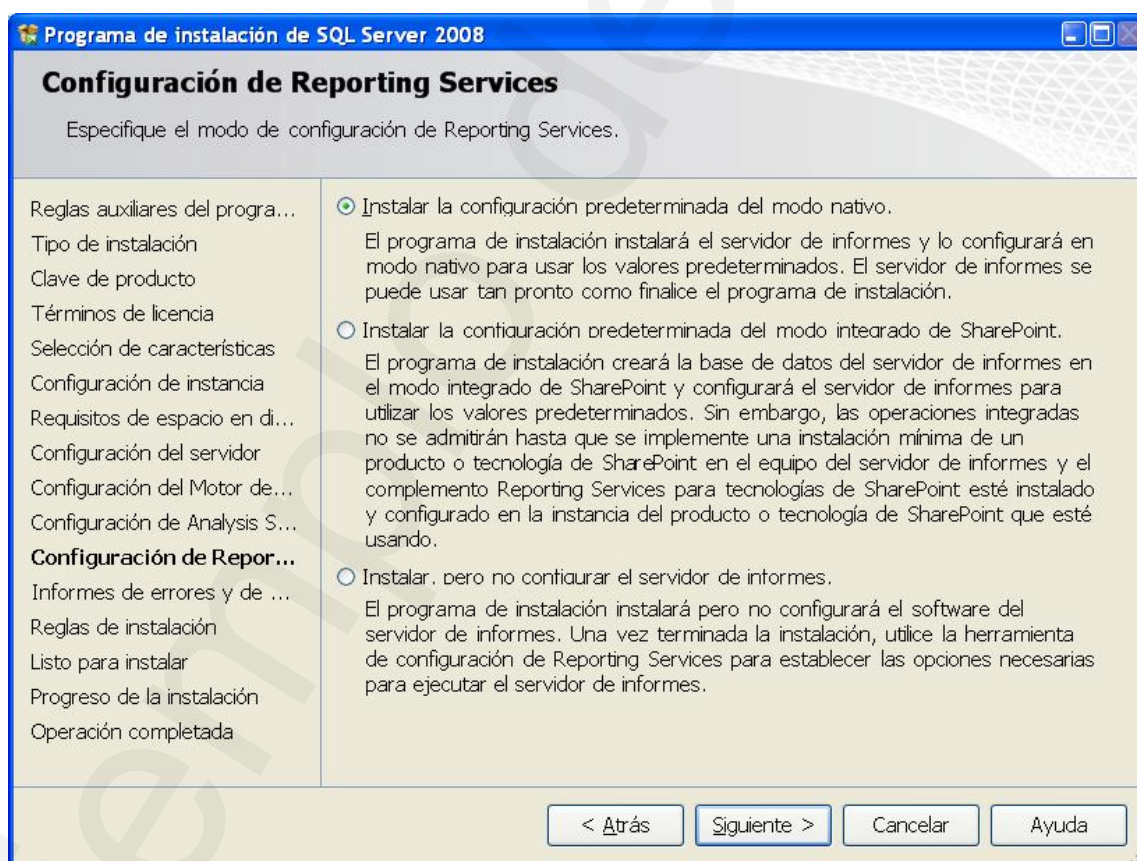 Programa de instalación de SQL Server 2008
Configuración de Reporting Services
Especifique el modo de configuración de Reporting Services.
Reglas auxiliares del progra...
Tipo de instalación
Clave de producto
Términos de licencia
Selección de características
Configuración de instancia
Requisitos de espacio en di...
Configuración del servidor
Configuración del Motor de...
Configuración de Analysis S...
Configuración de Repor...
Informes de errores y de ...
Reglas de instalación
Listo para instalar
Progreso de la instalación
Operación completada
Instalar la configuración predeterminada del modo nativo.
El programa de instalación instalará el servidor de informes y lo configurará en
modo nativo para usar los valores predeterminados. El servidor de informes se
puede usar tan pronto como finalice el programa de instalación.
Instalar la configuración predeterminada del modo integrado de SharePoint.
El programa de instalación creará la base de datos del servidor de informes en
el modo integrado de SharePoint y configurará el servidor de informes para
utilizar los valores predeterminados. Sin embargo, las operaciones integradas
no se admitirán hasta que se implemente una instalación mínima de un
producto o tecnología de SharePoint en el equipo del servidor de informes y el
complemento Reporting Services para tecnologías de SharePoint esté instalado
y configurado en la instancia del producto o tecnología de SharePoint que esté
usando.
Instalar, pero no configurar el servidor de informes.
El programa de instalación instalará pero no configurará el software del
servidor de informes. Una vez terminada la instalación, utilice la herramienta
de configuración de Reporting Services para establecer las opciones necesarias
para ejecutar el servidor de informes.
< Atrás
Siguiente >
Cancelar
Ayuda